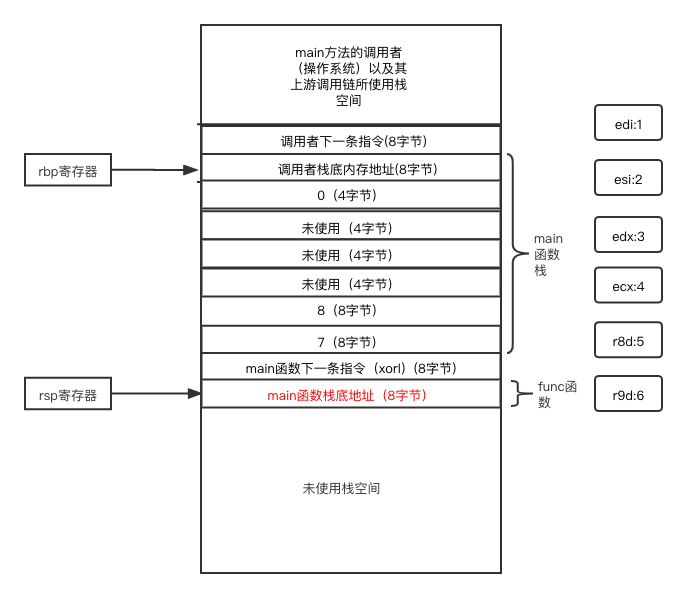 main方法的调用者
（操作系统）以及其
上游调用链所使用栈
空间
调用者下一条指令(8字节)
rbp寄存器
调用者栈底内存地址(8字节)
0（4字节)
未使用（4字节)
未使用（4字节)
未使用（4字节)
8（8字节)
7（8字节)
main函数下一条指令（xorl)（8字节)
rsp寄存器
main函数栈底地址（8字节)
未使用栈空间
main
函数
栈
func函
数
edi:1
esi:2
edx:3
ecx:4
r8d:5
r9d:6